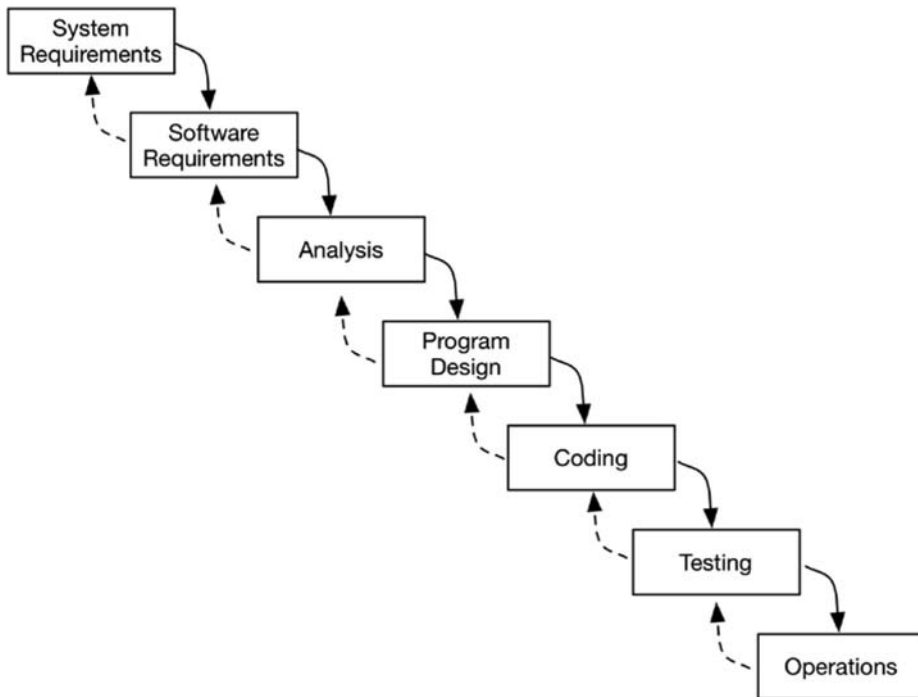 System
Requirements
Software
Requirements
Analysis
Program
Design
Coding
Testing
Operations